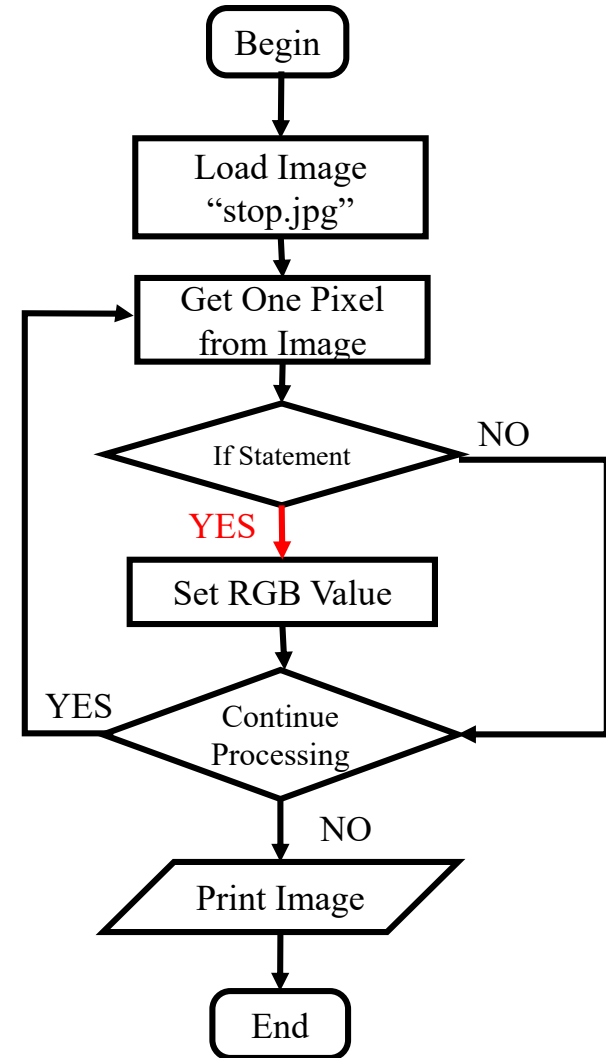 Begin
Load Image
“stop.jpg”
Get One Pixel
from Image
If Statement
NO
YES
Set RGB Value
YES
Continue
Processing
NO
Print Image
End